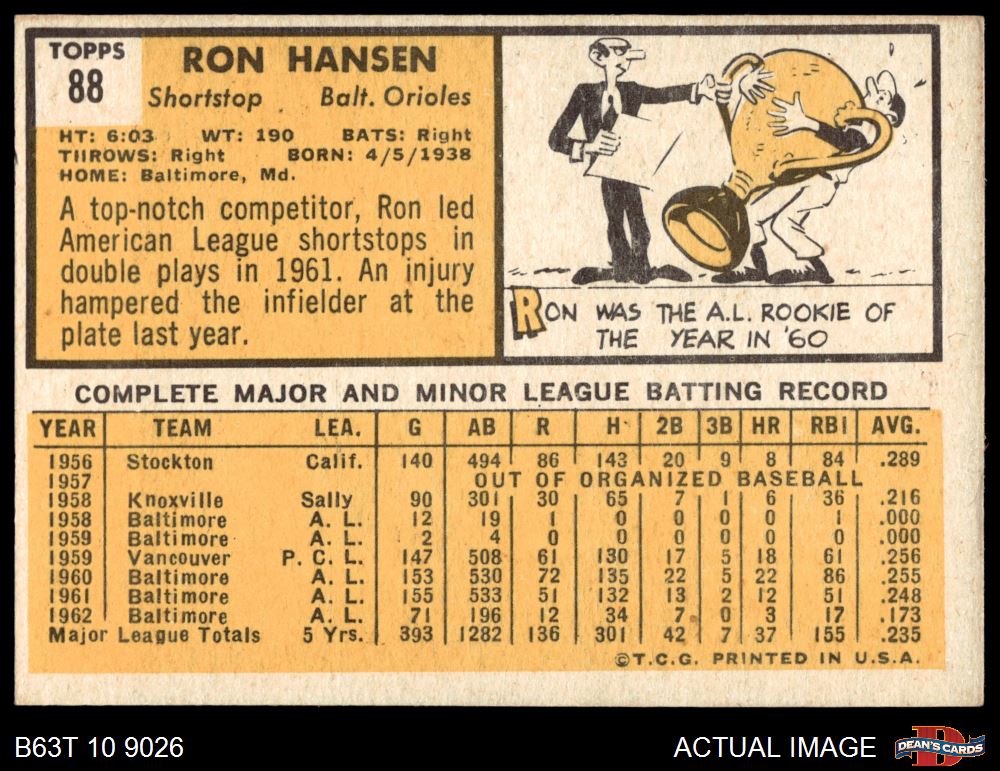 TOPPS
88
RON HANSEN
Shortstop Balt. Orioles
HT: 6:03 WT: 190 BATS: Right
THROWS: Right BORN: 4/5/1938
HOME: Baltimore, Md.
A top-notch competitor, Ron led
American League shortstops in
double plays in 1961. An injury
hampered the infielder at the
plate last year.
RON WAS THE A.L. ROOKIE OF
THE YEAR IN '60
COMPLETE MAJOR AND MINOR LEAGUE BATTING RECORD
YEAR TEAM LEA. G AB R H 2B 3B HR RBI AVG.
1956 Stockton Calif. 140 494 86 143 20 9 8 84 .289
1957 OUT OF ORGANIZED BASEBALL
1958 Knoxville Sally 90 301 30 65 7 1 6 36 .216
1958 Baltimore A. L. 12 19 1 0 0 0 0 1 .000
1959 Baltimore A. L. 2 4 0 0 0 0 0 0 .000
1959 Vancouver P. C. L. 147 508 61 130 17 5 18 61 .256
1960 Baltimore A. L. 153 530 72 135 22 5 22 86 .255
1961 Baltimore A. L. 155 533 51 132 13 2 12 51 .248
1962 Baltimore A. L. 71 196 12 34 7 0 3 17 .173
Major League Totals 5 Yrs. 393 1282 136 301 42 7 37 155 .235
©T.C.G. PRINTED IN U.S.A.
B63T 10 9026 ACTUAL IMAGE DEAN'S CARDS